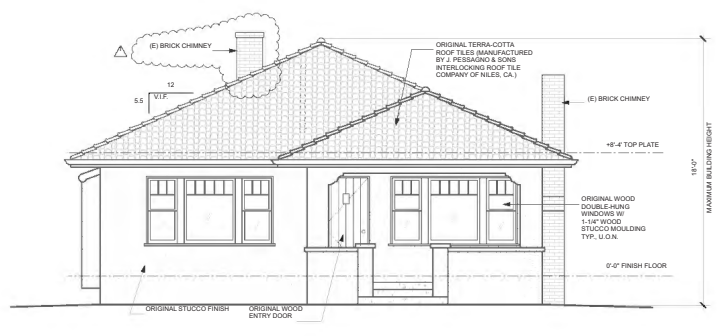 (E) BRICK CHIMNEY
12
5.5
V.I.F.
ORIGINAL TERRA-COTTA
ROOF TILES (MANUFACTURED
BY J. PESSAGNO & SONS
INTERLOCKING ROOF TILE
COMPANY OF NILES, CA.)
(E) BRICK CHIMNEY
+8'-4" TOP PLATE
18'-0"
MAXIMUM BUILDING HEIGHT
ORIGINAL WOOD
DOUBLE-HUNG
WINDOWS W/
1-1/4" WOOD
STUCCO MOULDING
TYP., U.O.N.
0'-0" FINISH FLOOR
ORIGINAL STUCCO FINISH
ORIGINAL WOOD
ENTRY DOOR